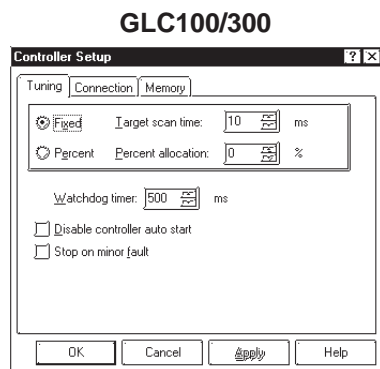 GLC100/300
Controller Setup ? X
Tuning Connection Memory
Fixed Target scan time: 10 ms
Percent Percent allocation: 0 %
Watchdog timer: 500 ms
Disable controller auto start
Stop on minor fault
OK Cancel Apply Help